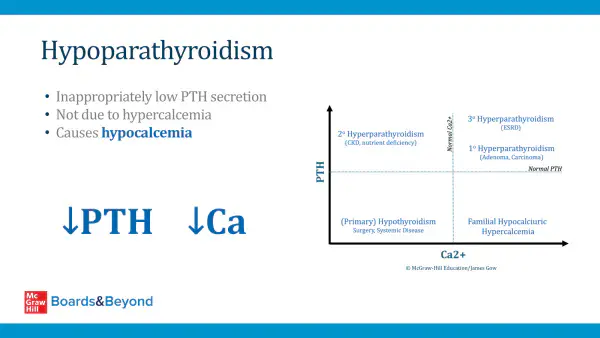 Hypoparathyroidism
• Inappropriately low PTH secretion
• Not due to hypercalcemia
• Causes hypocalcemia
↓PTH ↓Ca
PTH
2° Hyperparathyroidism
(CKD, nutrient deficiency)
Normal Ca2+
3° Hyperparathyroidism
(ESRD)
1° Hyperparathyroidism
(Adenoma, Carcinoma)
Normal PTH
(Primary) Hypothyroidism
Surgery, Systemic Disease
Familial Hypocalciuric
Hypercalcemia
Ca2+
© McGraw-Hill Education/James Gow
Mc
Graw
Hill
Boards&Beyond